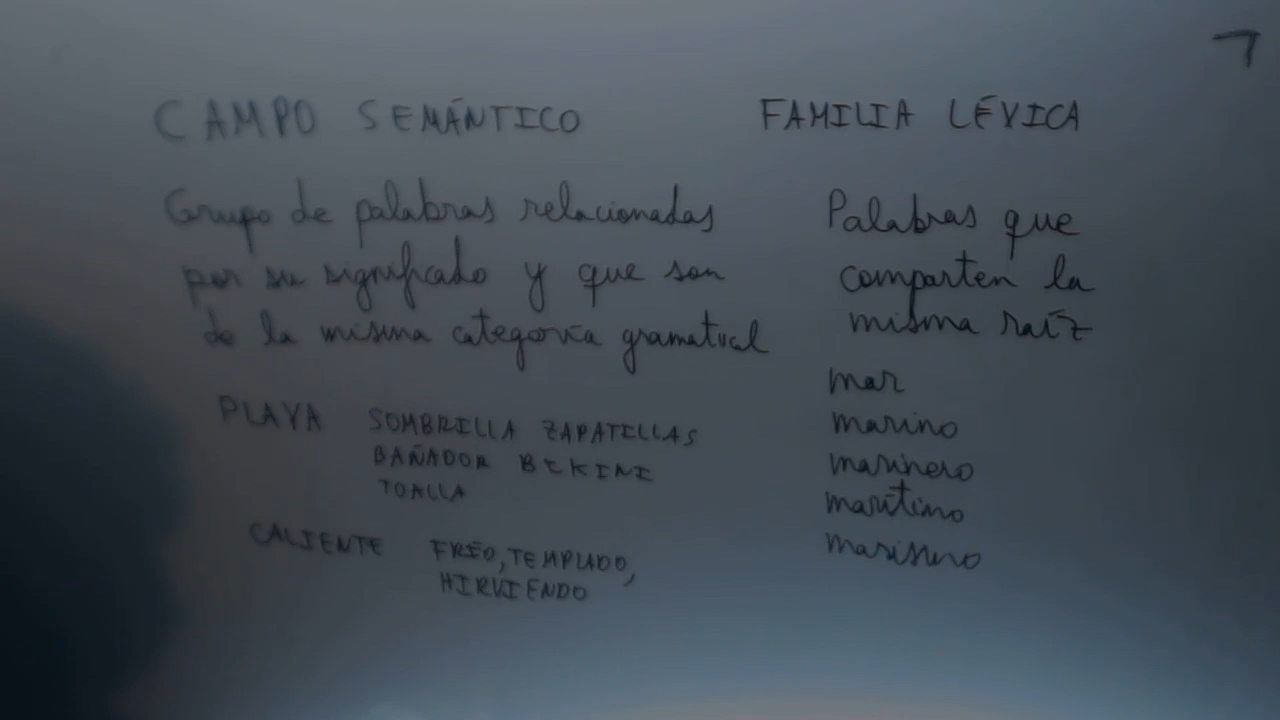 CAMPO SEMÁNTICO
Grupo de palabras relacionadas
por su significado y que son
de la misma categoría gramatical
PLAYA SOMBRILLA ZAPATILLAS
BAÑADOR BIKINI
TOALLA
CALIENTE FRÍO, TEMPLADO,
HIRVIENDO
FAMILIA LÉXICA
Palabras que
comparten la
misma raíz
mar
marino
marinero
marítimo
marismo